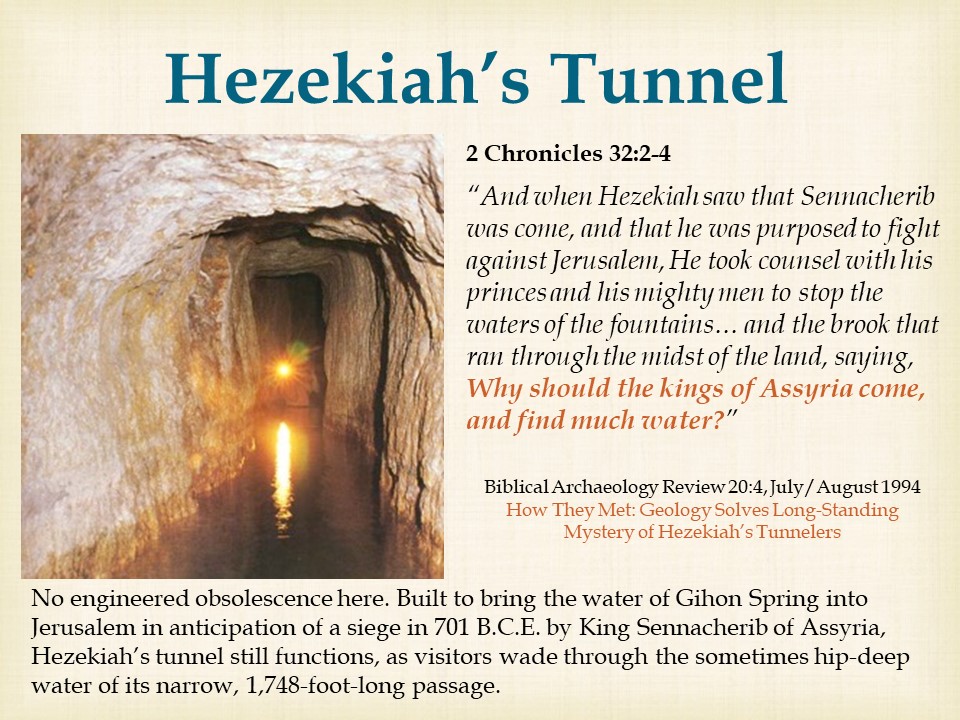 Hezekiah’s Tunnel
2 Chronicles 32:2-4
“And when Hezekiah saw that Sennacherib
was come, and that he was purposed to fight
against Jerusalem, He took counsel with his
princes and his mighty men to stop the
waters of the fountains… and the brook that
ran through the midst of the land, saying,
Why should the kings of Assyria come,
and find much water?”
Biblical Archaeology Review 20:4, July/August 1994
How They Met: Geology Solves Long-Standing
Mystery of Hezekiah’s Tunnelers
No engineered obsolescence here. Built to bring the water of Gihon Spring into
Jerusalem in anticipation of a siege in 701 B.C.E. by King Sennacherib of Assyria,
Hezekiah’s tunnel still functions, as visitors wade through the sometimes hip-deep
water of its narrow, 1,748-foot-long passage.